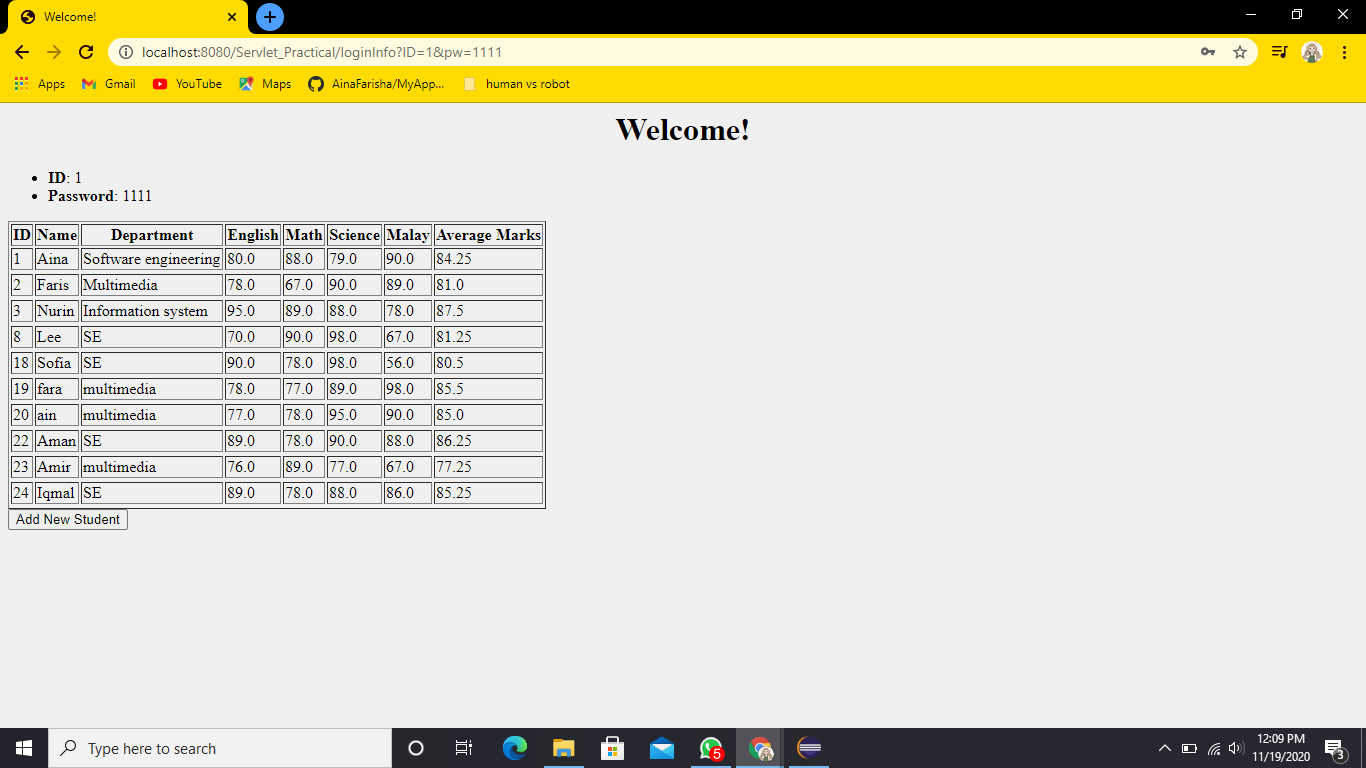 Welcome!
localhost:8080/Servlet_Practical/loginInfo?ID=1&pw=1111
Apps Gmail YouTube Maps AinaFarisha/MyApp... human vs robot
Welcome!
ID: 1
Password: 1111
ID Name Department English Math Science Malay Average Marks
1 Aina Software engineering 80.0 88.0 79.0 90.0 84.25
2 Faris Multimedia 78.0 67.0 90.0 89.0 81.0
3 Nurin Information system 95.0 89.0 88.0 78.0 87.5
8 Lee SE 70.0 90.0 98.0 67.0 81.25
18 Sofia SE 90.0 78.0 98.0 56.0 80.5
19 fara multimedia 78.0 77.0 89.0 98.0 85.5
20 ain multimedia 77.0 78.0 95.0 90.0 85.0
22 Aman SE 89.0 78.0 90.0 88.0 86.25
23 Amir multimedia 76.0 89.0 77.0 67.0 77.25
24 Iqmal SE 89.0 78.0 88.0 86.0 85.25
Add New Student
Type here to search
5
12:09 PM
11/19/2020
3